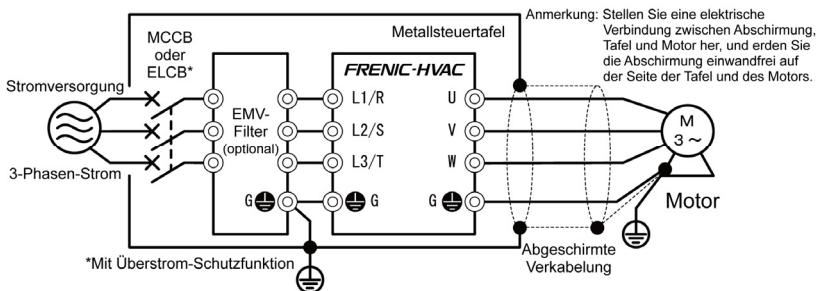 Metallsteuertafel
Anmerkung: Stellen Sie eine elektrische
Verbindung zwischen Abschirmung,
Tafel und Motor her, und erden Sie
die Abschirmung einwandfrei auf
der Seite der Tafel und des Motors.
MCCB
oder
ELCB*
Stromversorgung
3-Phasen-Strom
EMV-
Filter
(optional)
G
FRENIC-HVAC
L1/R
L2/S
L3/T
G
U
V
W
G
M
3 ~
Motor
Abgeschirmte
Verkabelung
*Mit Überstrom-Schutzfunktion